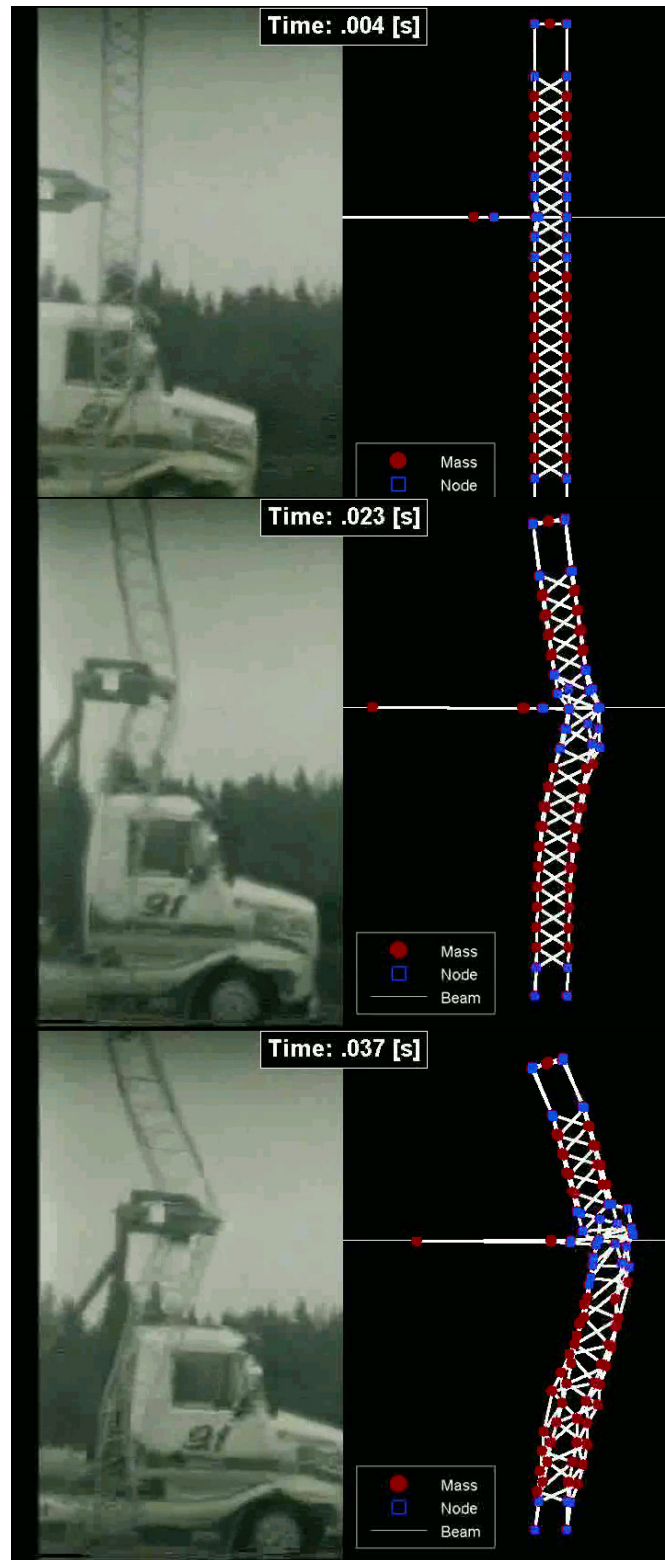 Time: .004 [s]
91
Mass
Node
Time: .023 [s]
91
Mass
Node
Beam
Time: .037 [s]
91
Mass
Node
Beam